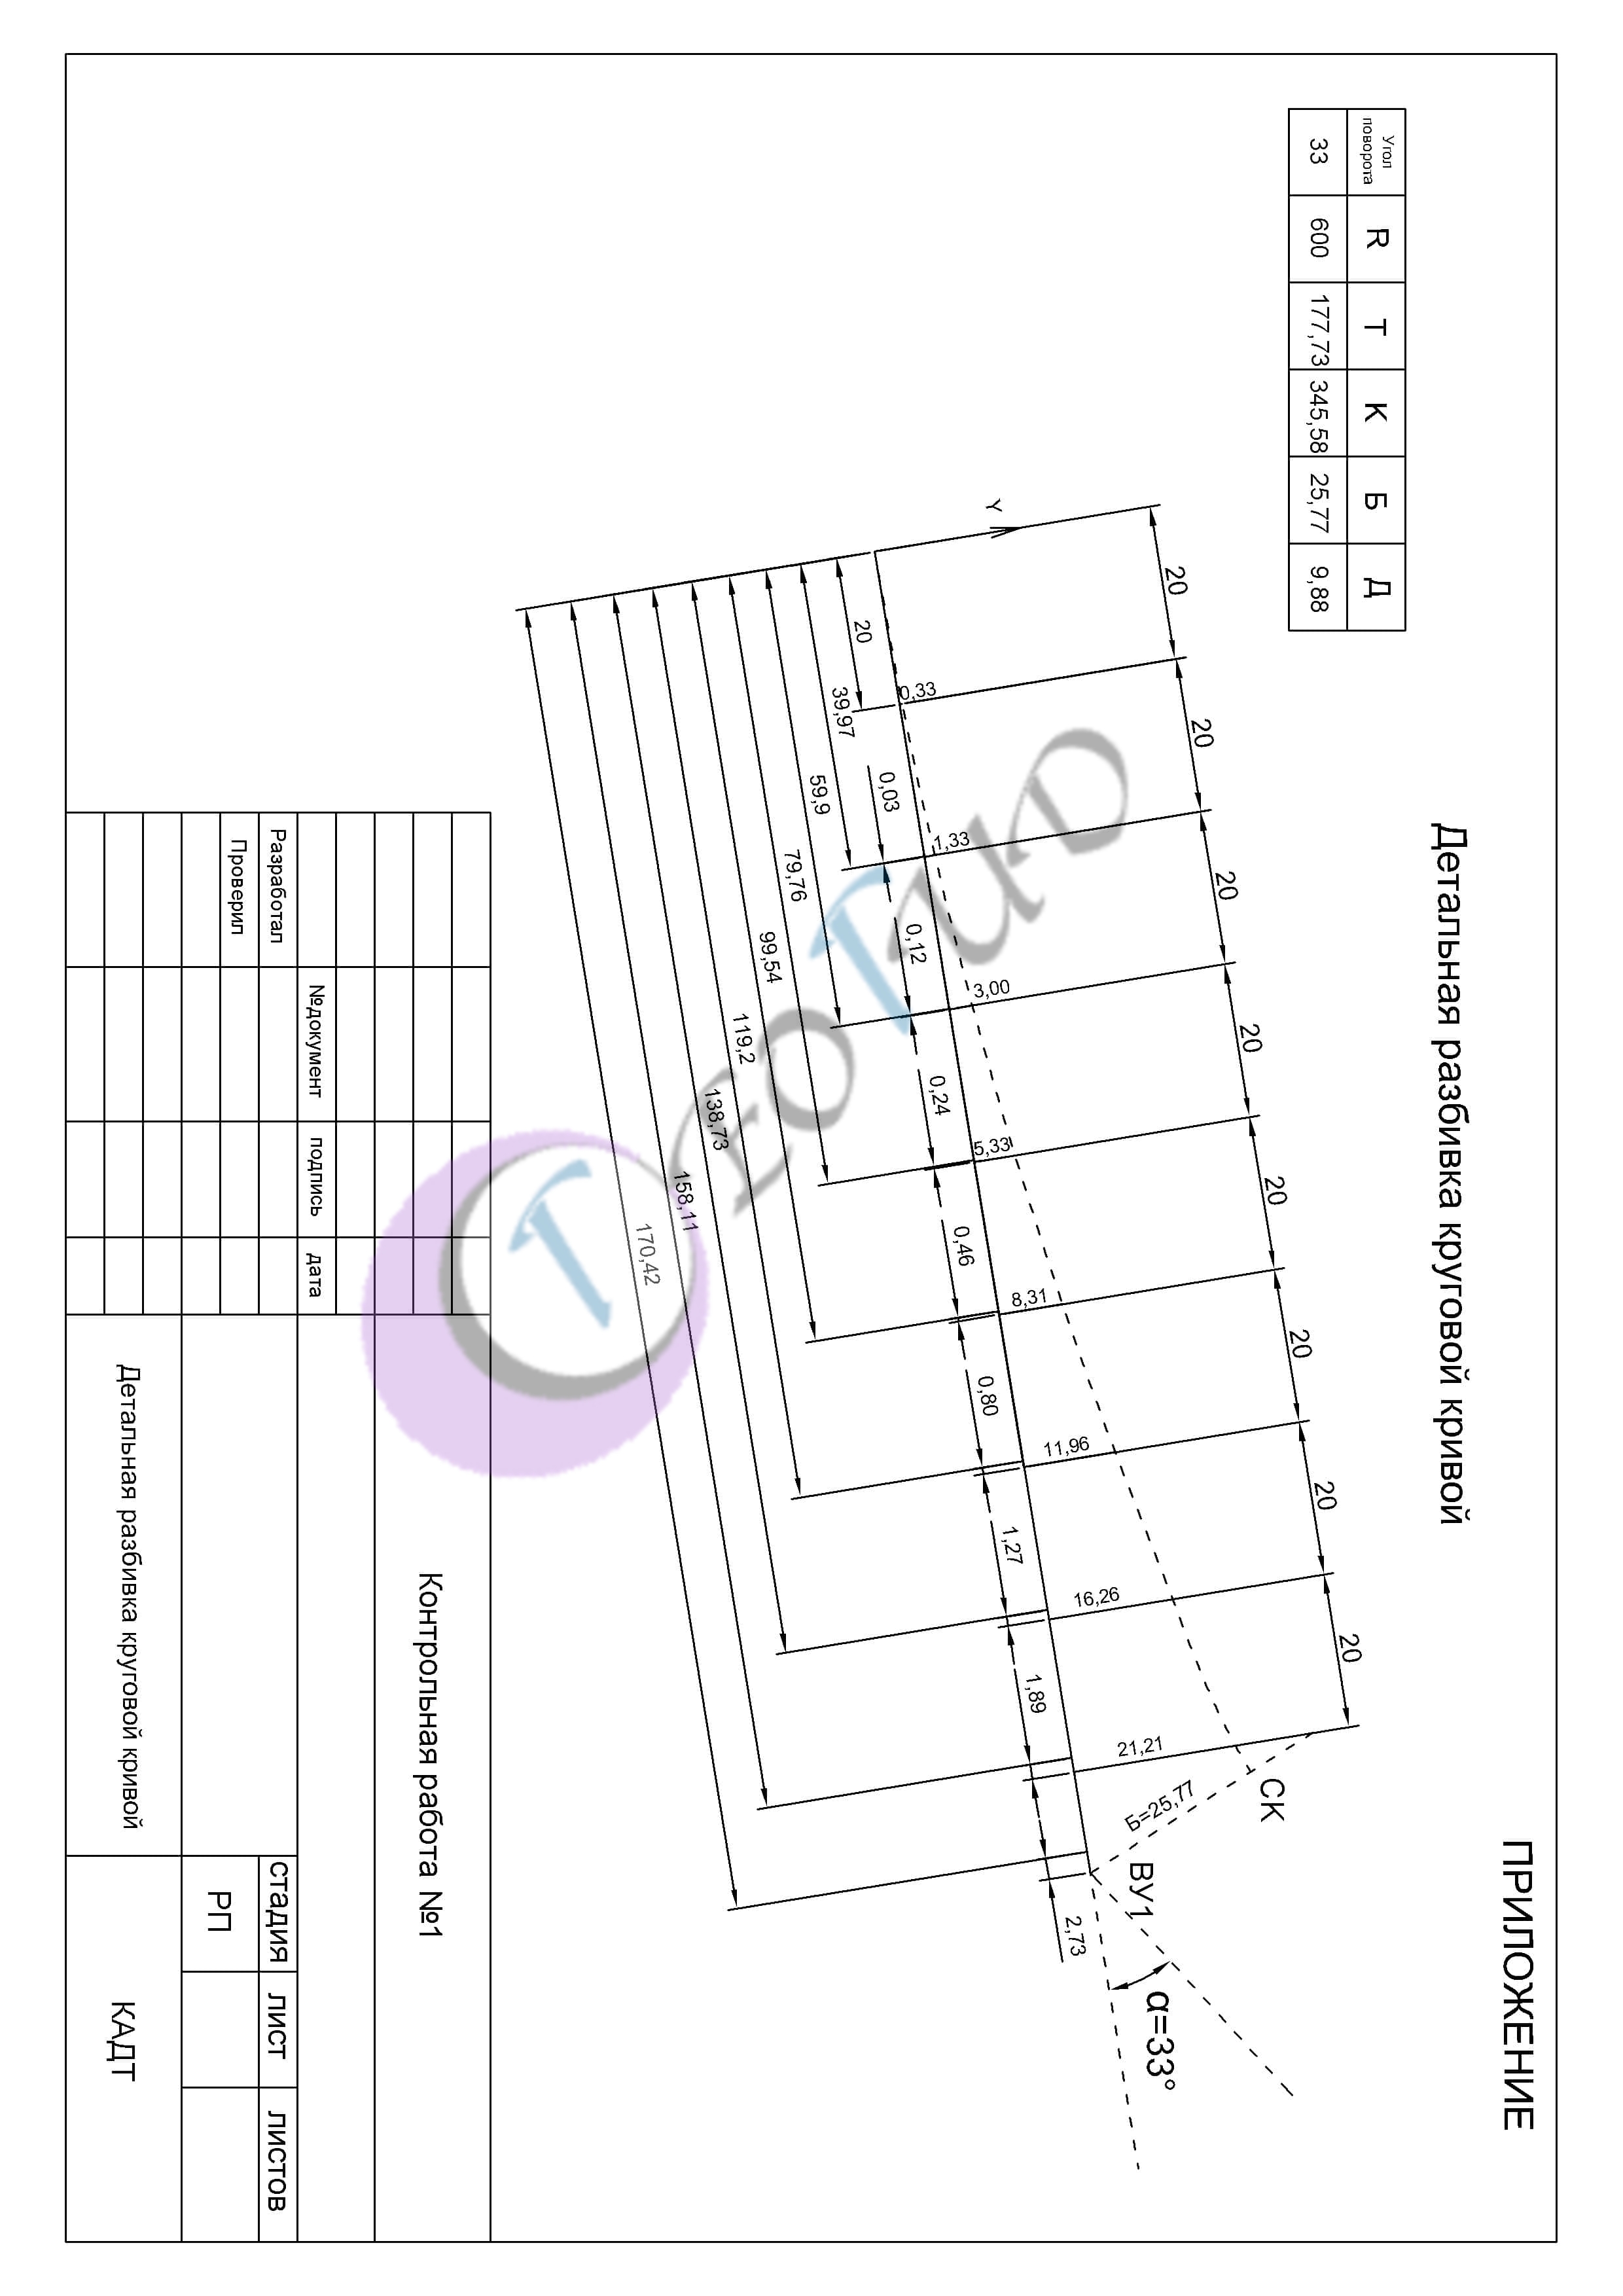 ПРИЛОЖЕНИЕ
Детальная разбивка круговой кривой
Угол
поворота
R
Т
К
Б
Д
33
600
177,73
345,58
25,77
9,88
20
20
20
20
20
20
20
20
Y
0,33
1,33
3,00
5,33
8,31
11,96
16,26
21,21
СК
Б=25,77
ВУ1
α=33°
0,03
0,12
0,24
0,46
0,80
1,27
1,89
2,73
20
39,97
59,9
79,76
99,54
119,2
138,73
158,11
170,42
ГЕОТИD
Контрольная работа №1
№документ
подпись
дата
Разработал
Проверил
стадия
лист
листов
РП
Детальная разбивка круговой кривой
КАДТ